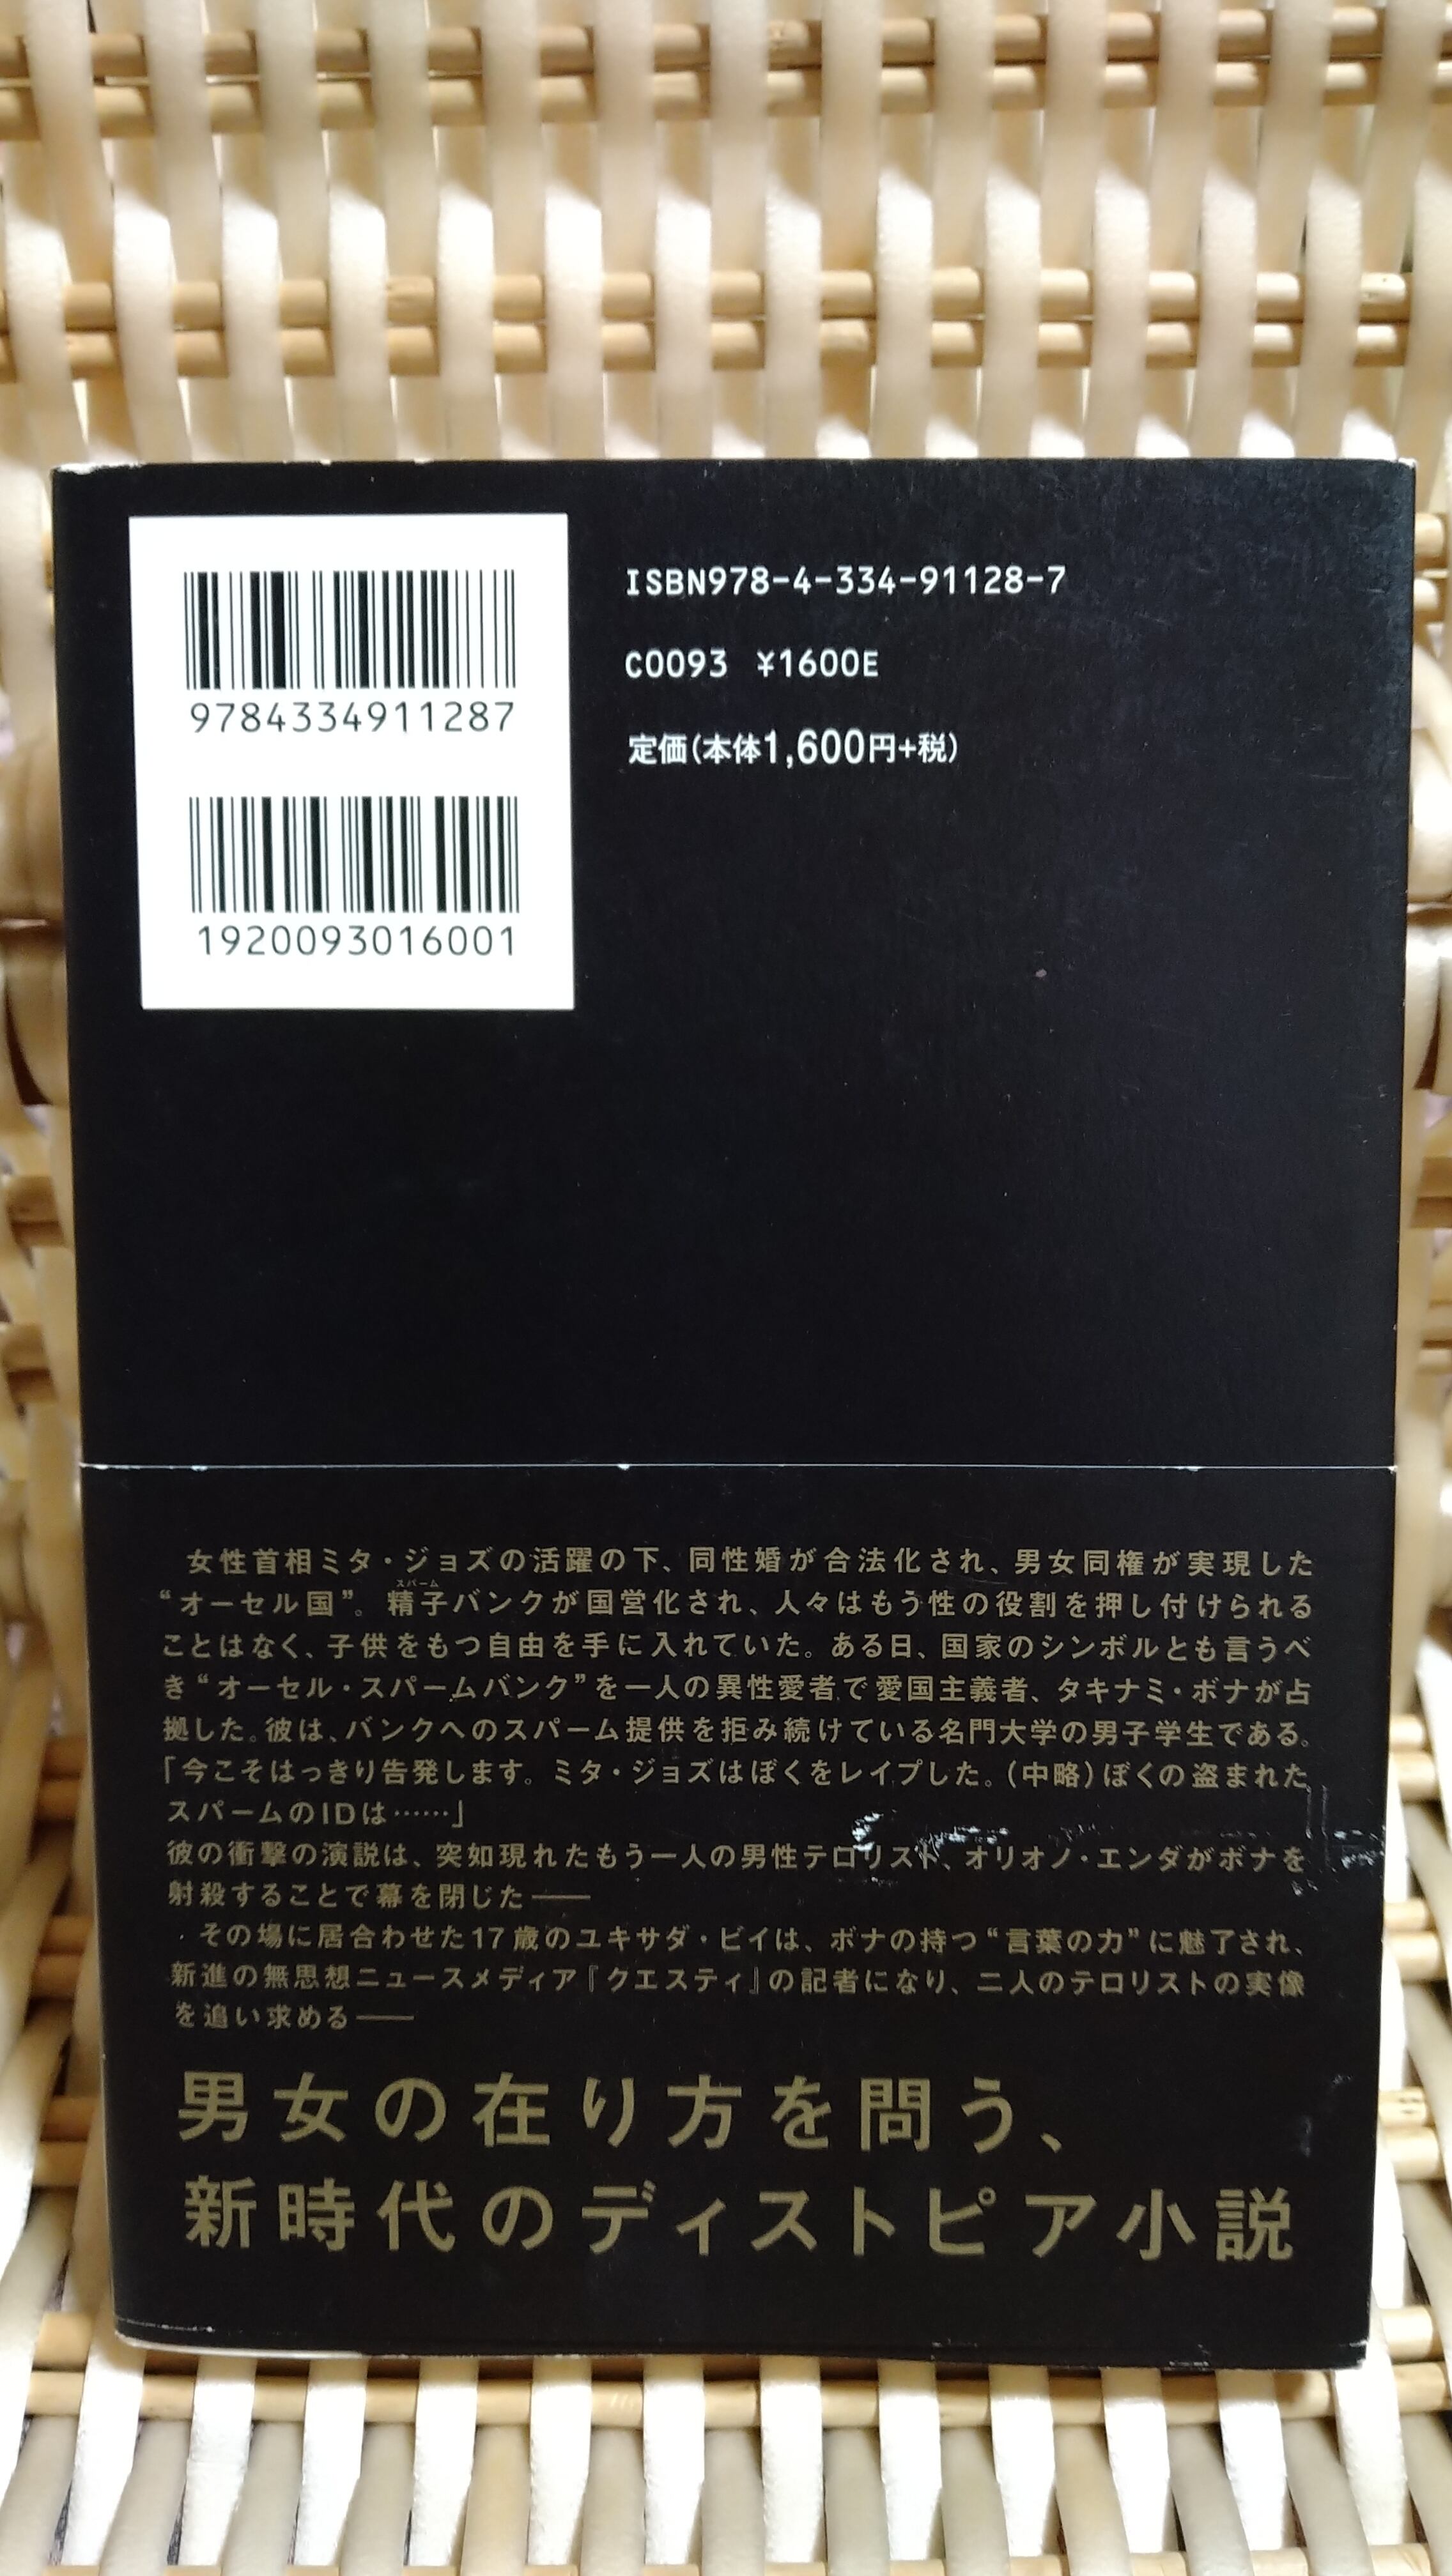 9784334911287
1920093016001
ISBN978-4-334-91128-7
C0093 ¥1600E
定価(本体1,600円+税)
女性首相ミタ・ジョズの活躍の下、同性婚が合法化され、男女同権が実現した
スパーム
“オーセル国”。精子バンクが国営化され、人々はもう性の役割を押し付けられる
ことはなく、子供をもつ自由を手に入れていた。ある日、国家のシンボルとも言うべ
き“オーセル・スパームバンク”を一人の異性愛者で愛国主義者、タキナミ・ボナが占
拠した。彼は、バンクへのスパーム提供を拒み続けている名門大学の男子学生である。
「今こそはっきり告発します。ミタ・ジョズはぼくをレイプした。(中略)ぼくの盗まれた
スパームのIDは……」
彼の衝撃の演説は、突如現れたもう一人の男性テロリスト、オリオノ・エンダがボナを
射殺することで幕を閉じた――
その場に居合わせた17歳のユキサダ・ビイは、ボナの持つ“言葉の力”に魅了され、
新進の無思想ニュースメディア『クエスティ』の記者になり、二人のテロリストの実像
を追い求める――
男女の在り方を問う、
新時代のディストピア小説